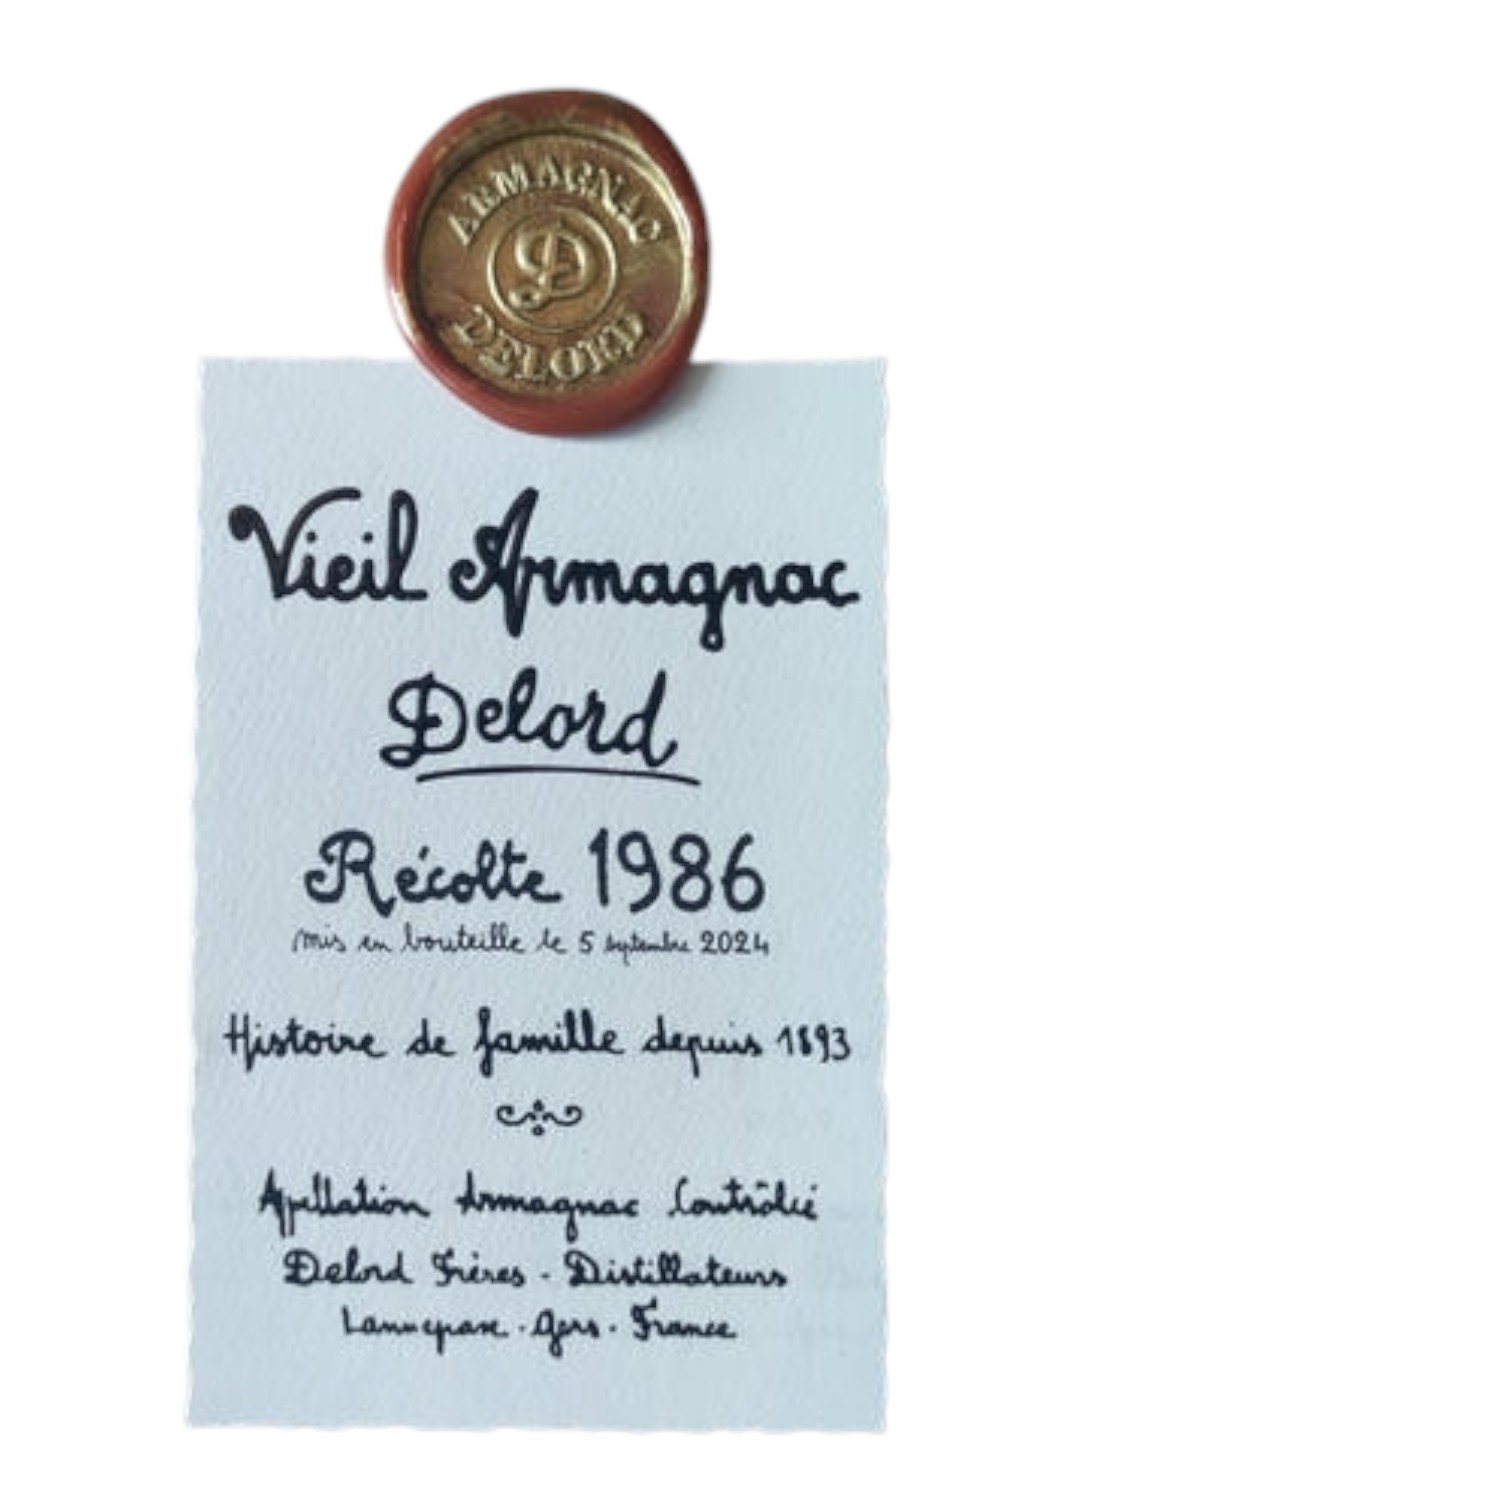 ARMAGNAC
D
DELORD
Vieil Armagnac
Delord
Récolte 1986
mis en bouteille le 5 septembre 2024
Histoire de famille depuis 1893
Apellation Armagnac Contrôlée
Delord Frères - Distillateurs
Lannepax - Gers - France